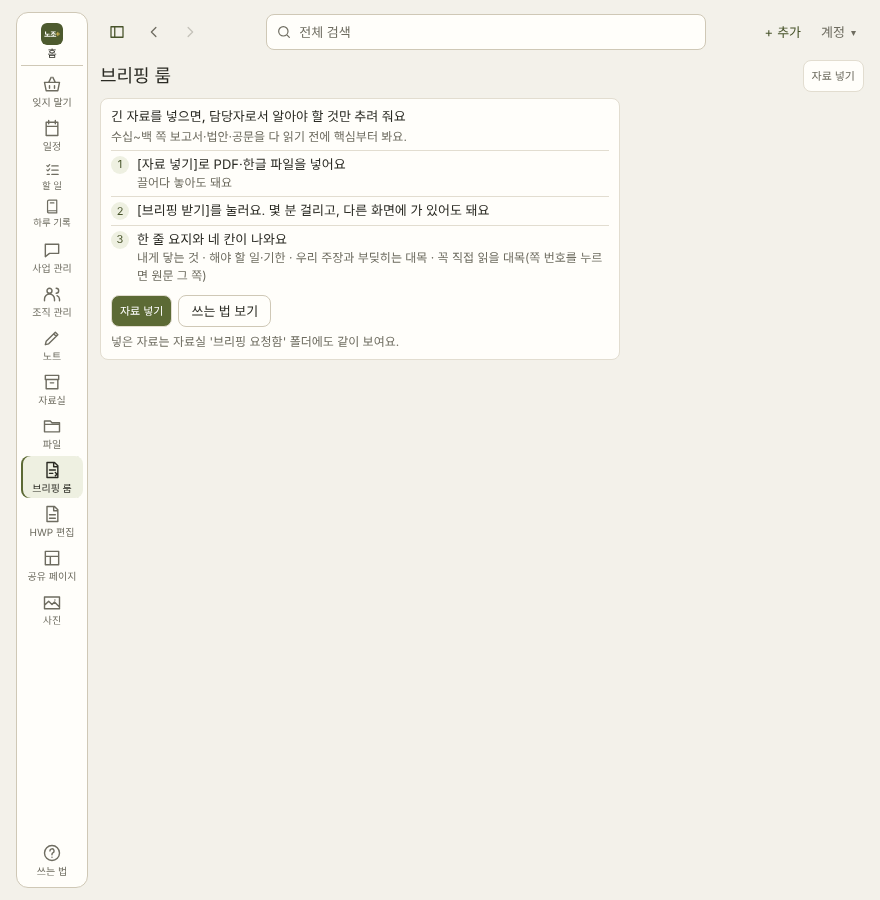 노조+
홈
잊지 말기
일정
할 일
하루 기록
사업 관리
조직 관리
노트
자료실
파일
브리핑 룸
HWP 편집
공유 페이지
사진
쓰는 법
전체 검색
+ 추가
계정 ▾
브리핑 룸
자료 넣기
긴 자료를 넣으면, 담당자로서 알아야 할 것만 추려 줘요
수십~백 쪽 보고서·법안·공문을 다 읽기 전에 핵심부터 봐요.
1 [자료 넣기]로 PDF·한글 파일을 넣어요
끌어다 놓아도 돼요
2 [브리핑 받기]를 눌러요. 몇 분 걸리고, 다른 화면에 가 있어도 돼요
3 한 줄 요지와 네 칸이 나와요
내게 닿는 것 · 해야 할 일·기한 · 우리 주장과 부딪히는 대목 · 꼭 직접 읽을 대목(쪽 번호를 누르
면 원문 그 쪽)
자료 넣기
쓰는 법 보기
넣은 자료는 자료실 '브리핑 요청함' 폴더에도 같이 보여요.